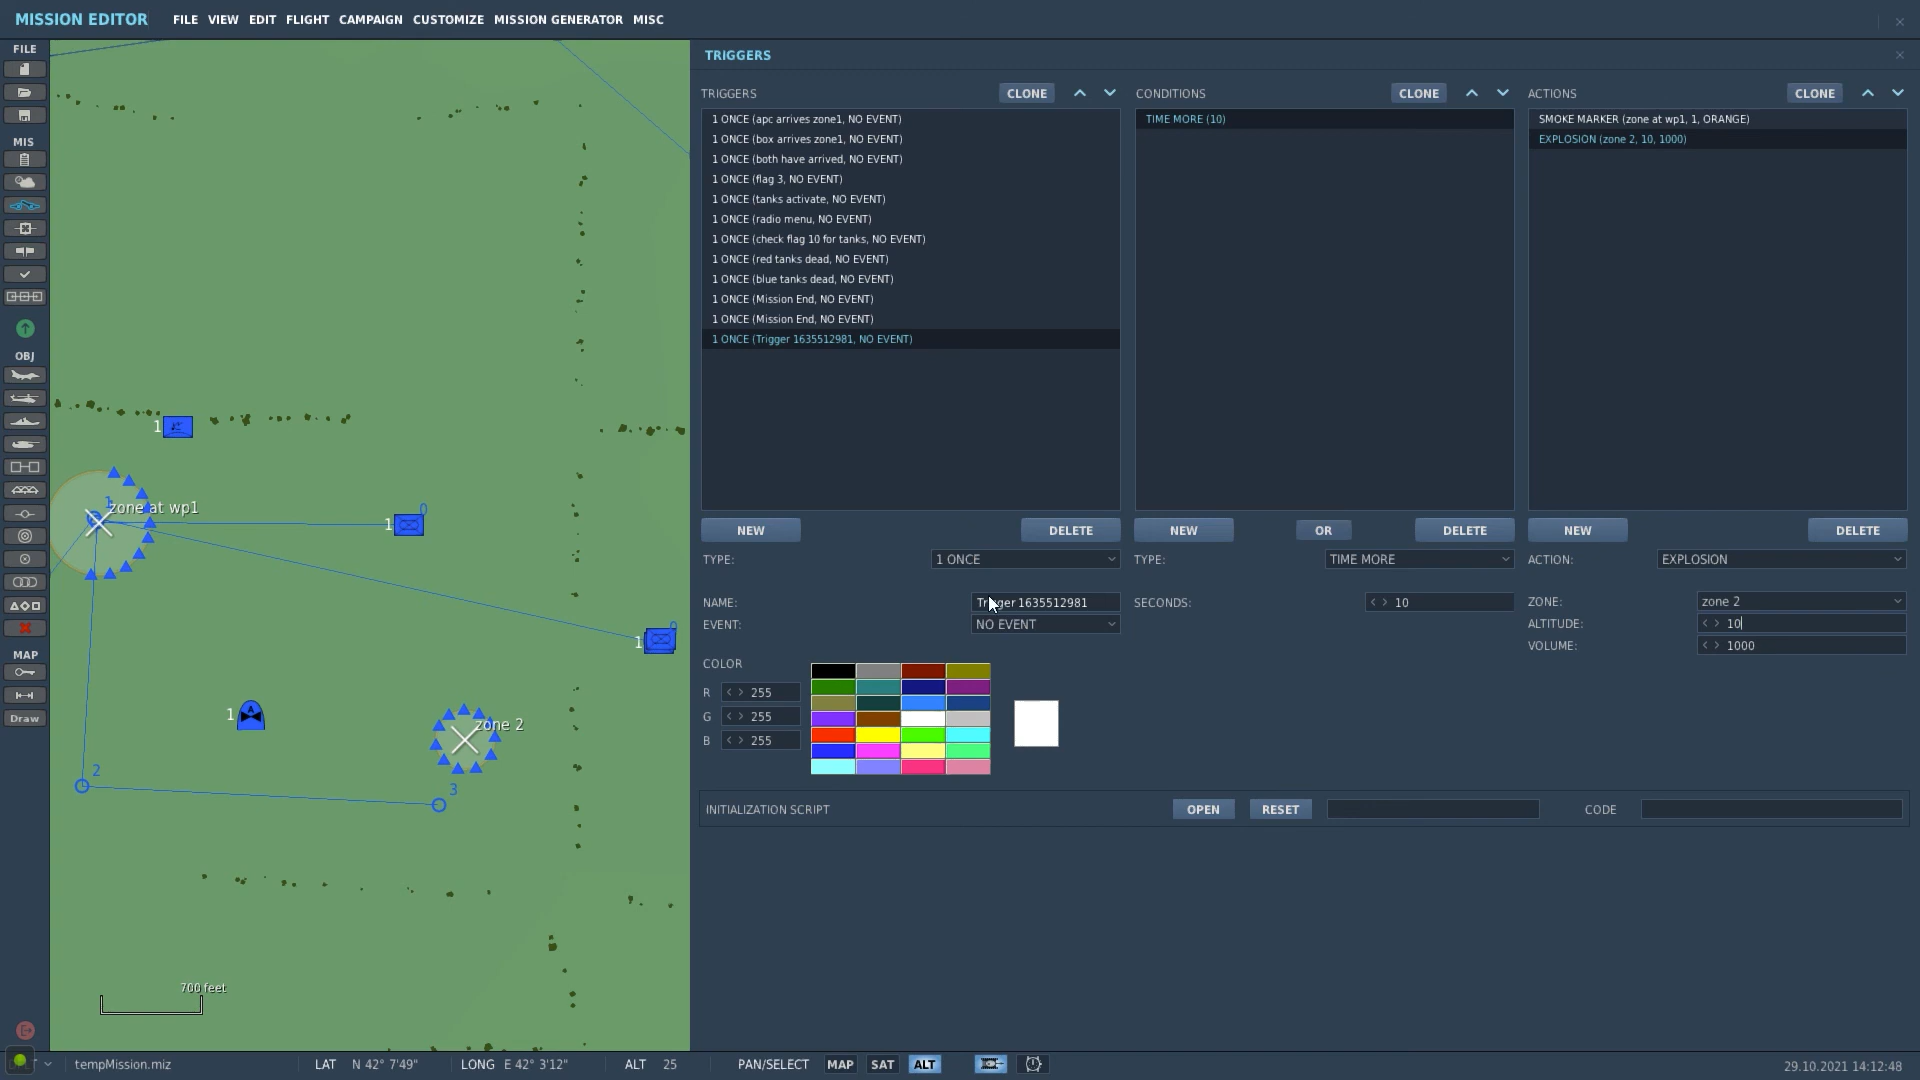 MISSION EDITOR FILE VIEW EDIT FLIGHT CAMPAIGN CUSTOMIZE MISSION GENERATOR MISC
FILE
MIS
OBJ
MAP
Draw
1
1
zone at wp1
1
0
1
0
1
zone 2
2
3
700 feet
TRIGGERS
TRIGGERS CLONE
1 ONCE (apc arrives zone1, NO EVENT)
1 ONCE (box arrives zone1, NO EVENT)
1 ONCE (both have arrived, NO EVENT)
1 ONCE (flag 3, NO EVENT)
1 ONCE (tanks activate, NO EVENT)
1 ONCE (radio menu, NO EVENT)
1 ONCE (check flag 10 for tanks, NO EVENT)
1 ONCE (red tanks dead, NO EVENT)
1 ONCE (blue tanks dead, NO EVENT)
1 ONCE (Mission End, NO EVENT)
1 ONCE (Mission End, NO EVENT)
1 ONCE (Trigger 1635512981, NO EVENT)
NEW DELETE
TYPE: 1 ONCE
NAME: Trigger 1635512981
EVENT: NO EVENT
COLOR
R 255
G 255
B 255
CONDITIONS CLONE
TIME MORE (10)
NEW OR DELETE
TYPE: TIME MORE
SECONDS: 10
ACTIONS CLONE
SMOKE MARKER (zone at wp1, 1, ORANGE)
EXPLOSION (zone 2, 10, 1000)
NEW DELETE
ACTION: EXPLOSION
ZONE: zone 2
ALTITUDE: 10
VOLUME: 1000
INITIALIZATION SCRIPT OPEN RESET CODE
tempMission.miz LAT N 42° 7'49" LONG E 42° 3'12" ALT 25 PAN/SELECT MAP SAT ALT 29.10.2021 14:12:48